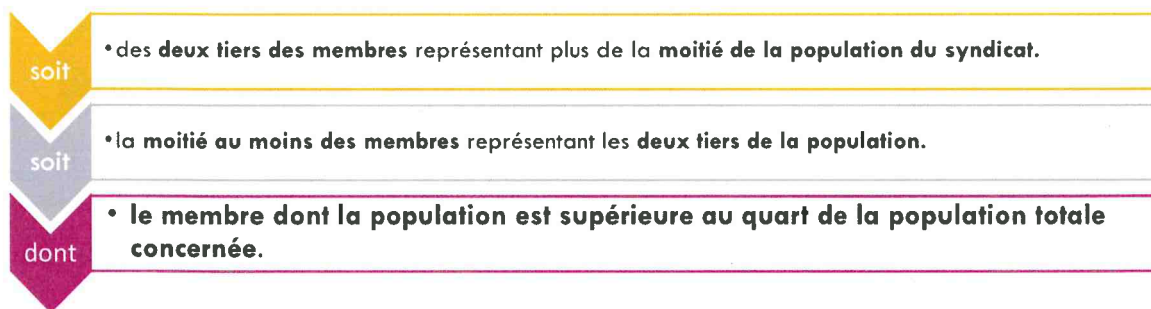 soit
•des deux tiers des membres représentant plus de la moitié de la population du syndicat.
soit
•la moitié au moins des membres représentant les deux tiers de la population.
dont
• le membre dont la population est supérieure au quart de la population totale
concernée.